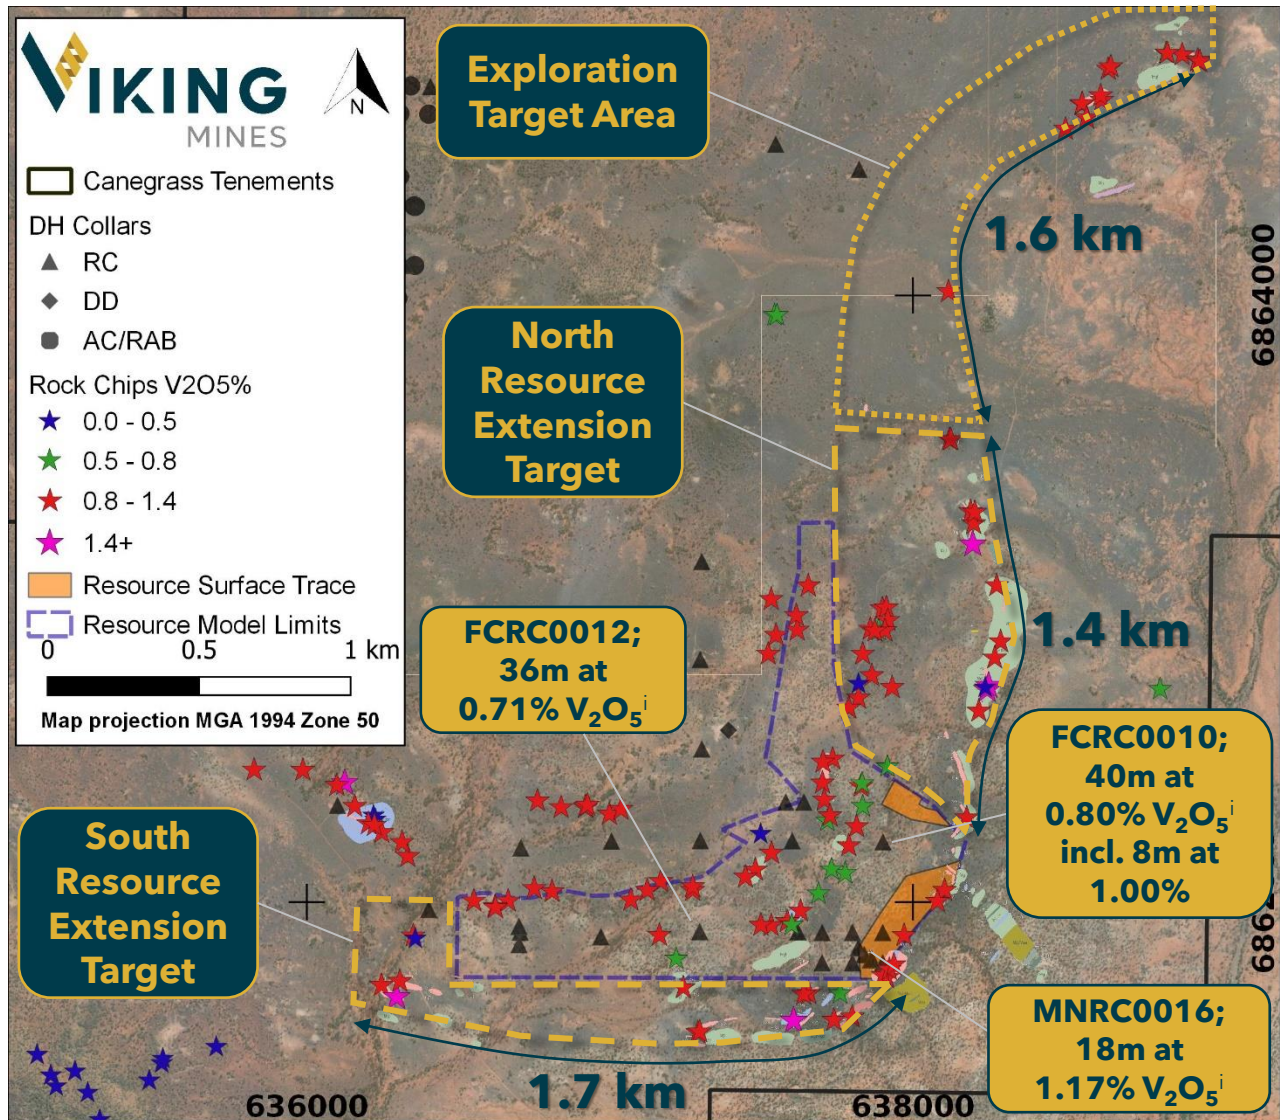 VIKING
MINES
N
Canegrass Tenements
DH Collars
RC
DD
AC/RAB
Rock Chips V2O5%
0.0 - 0.5
0.5 - 0.8
0.8 - 1.4
1.4+
Resource Surface Trace
Resource Model Limits
0 0.5 1 km
Map projection MGA 1994 Zone 50
Exploration
Target Area
1.6 km
6864000
North
Resource
Extension
Target
1.4 km
FCRC0012;
36m at
0.71% V₂O₅ⁱ
FCRC0010;
40m at
0.80% V₂O₅ⁱ
incl. 8m at
1.00%
South
Resource
Extension
Target
MNRC0016;
18m at
1.17% V₂O₅ⁱ
1.7 km
636000
638000